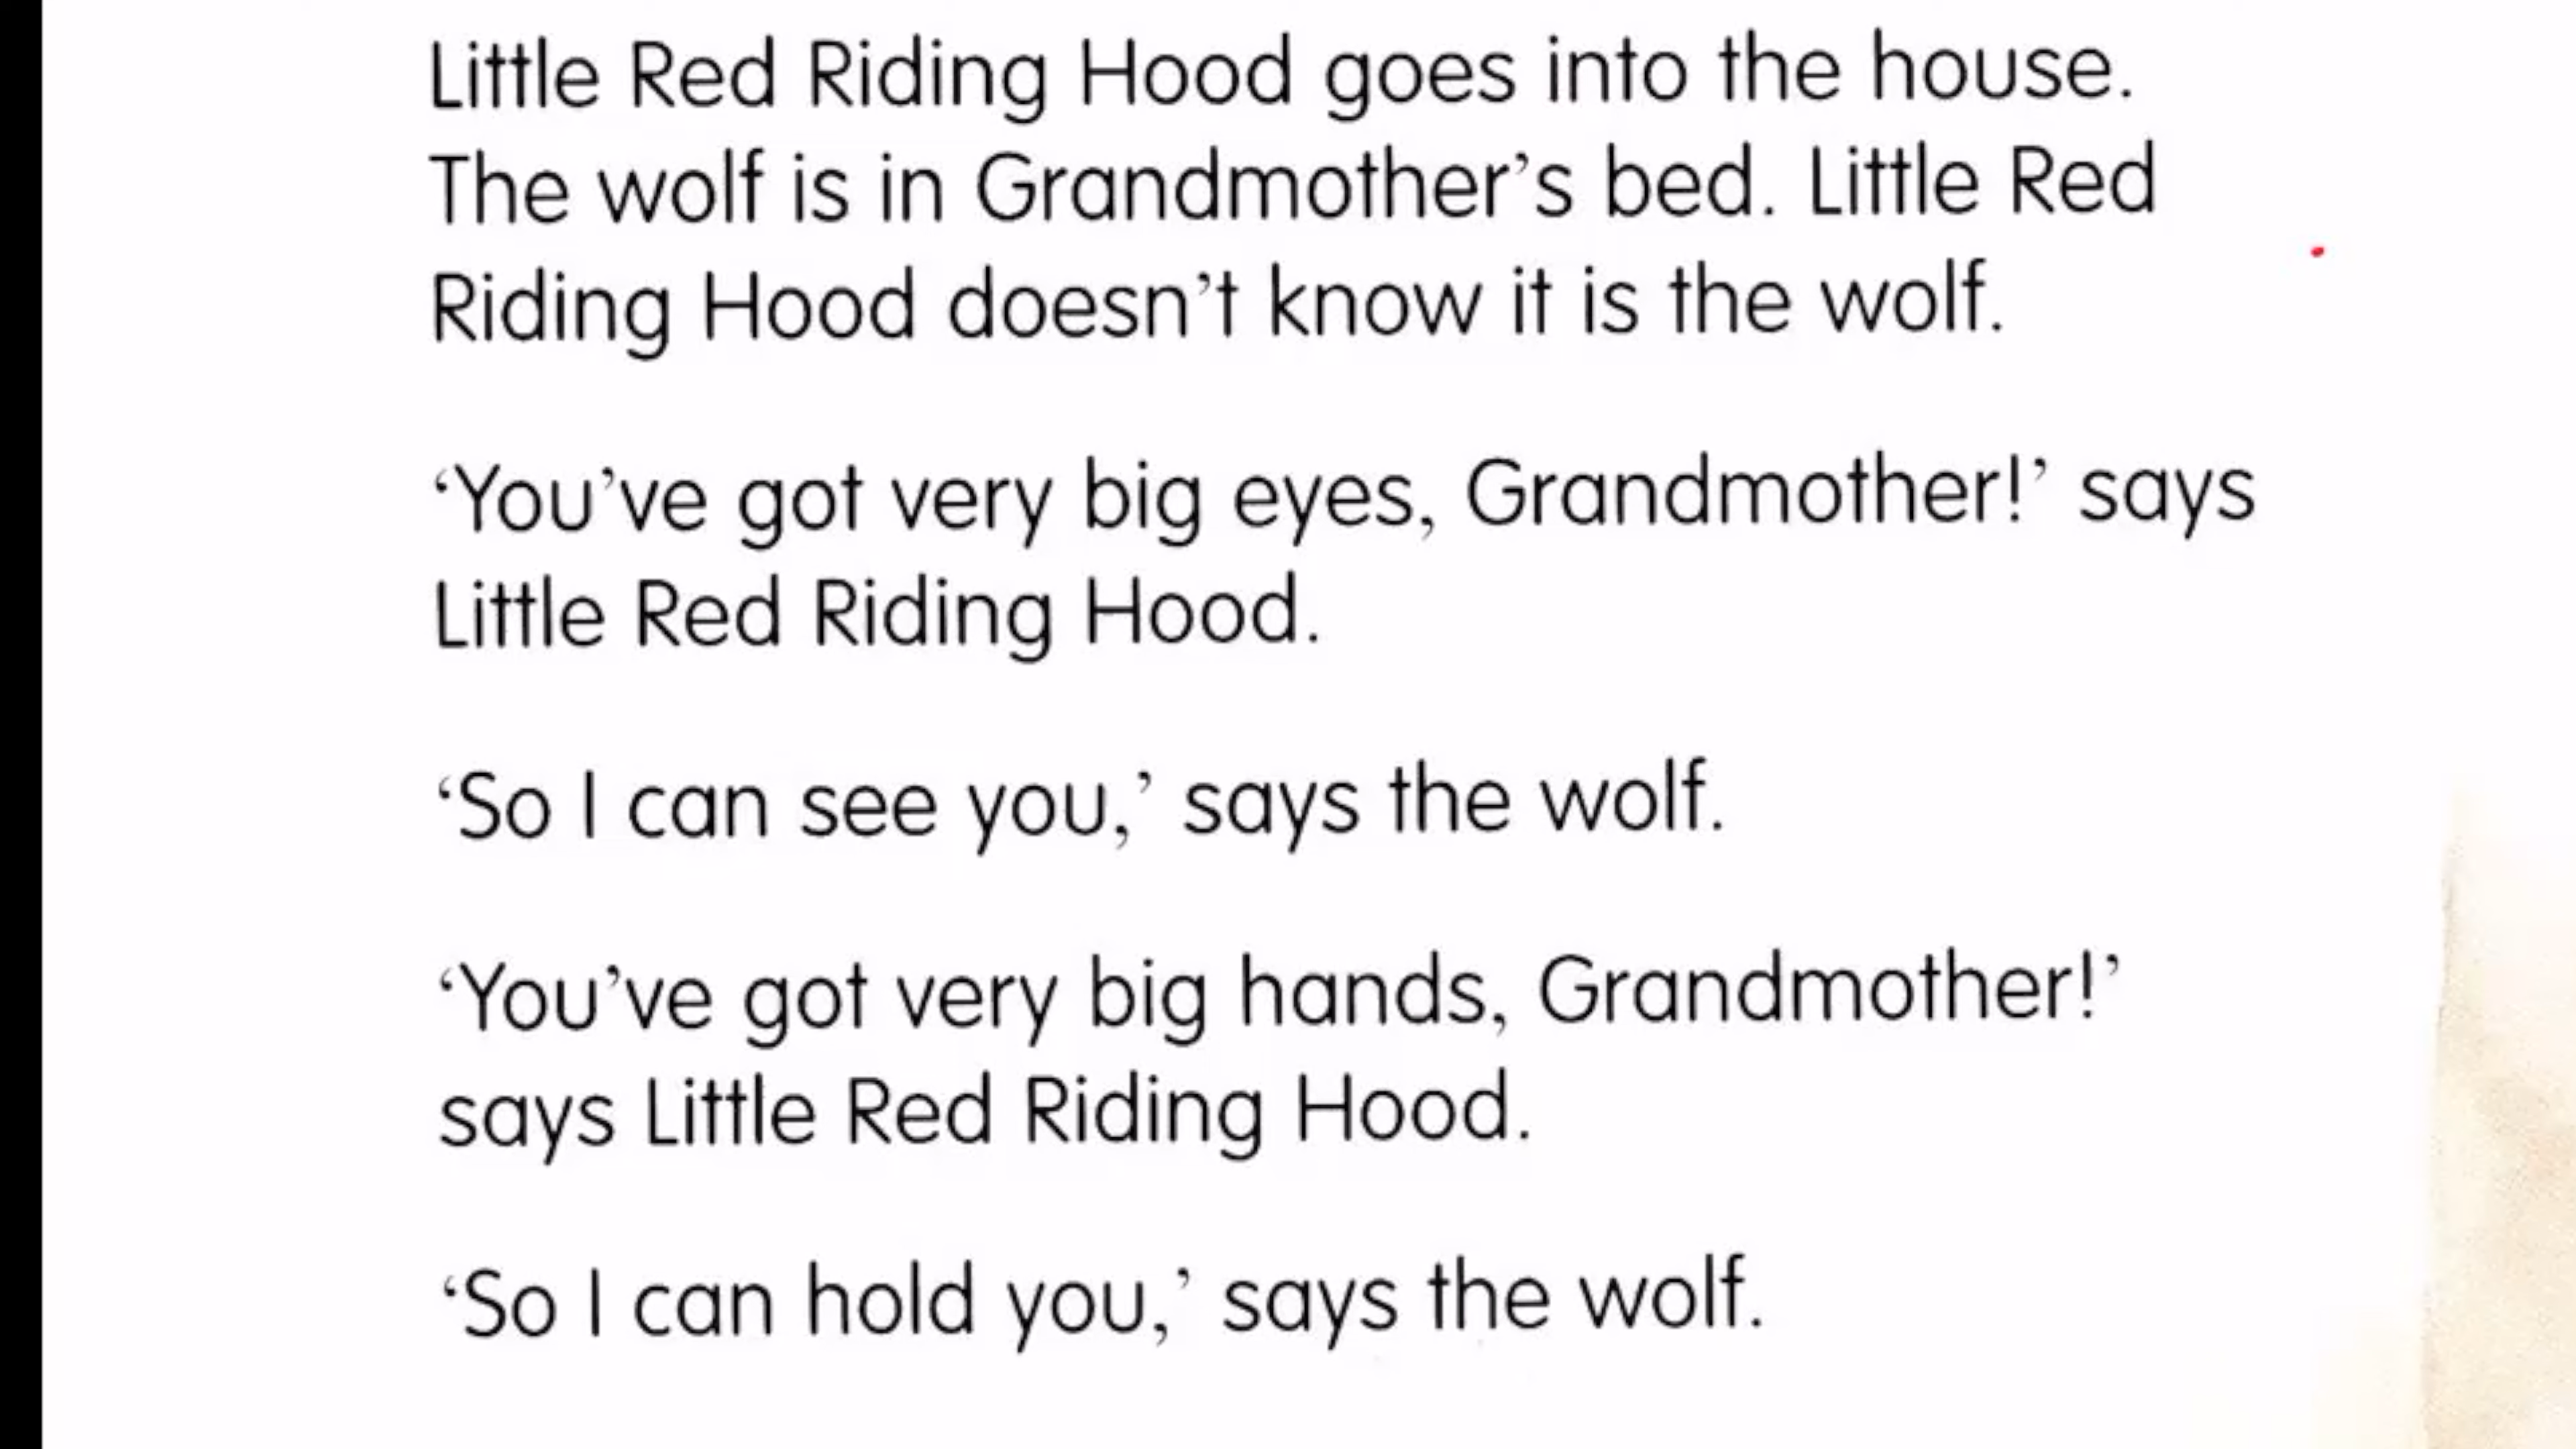 Little Red Riding Hood goes into the house.
The wolf is in Grandmother’s bed. Little Red
Riding Hood doesn’t know it is the wolf.
‘You’ve got very big eyes, Grandmother!’ says
Little Red Riding Hood.
‘So I can see you,’ says the wolf.
‘You’ve got very big hands, Grandmother!’
says Little Red Riding Hood.
‘So I can hold you,’ says the wolf.